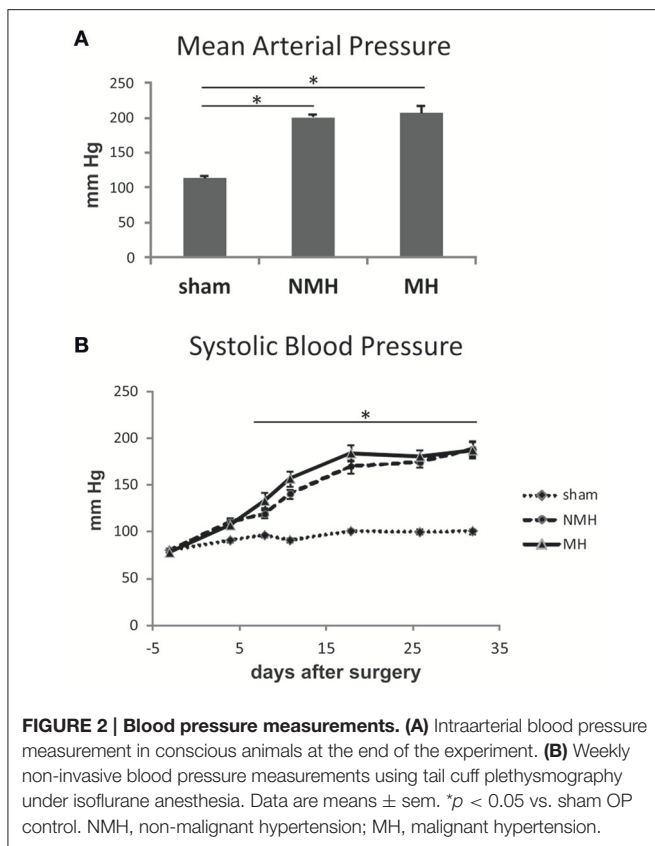 A
Mean Arterial Pressure
250
200
150
100
50
0
mm Hg
*
*
sham NMH MH
B
Systolic Blood Pressure
250
200
150
100
50
0
mm Hg
*
sham
NMH
MH
-5 5 15 25 35
days after surgery
FIGURE 2 | Blood pressure measurements. (A) Intraarterial blood pressure
measurement in conscious animals at the end of the experiment. (B) Weekly
non-invasive blood pressure measurements using tail cuff plethysmography
under isoflurane anesthesia. Data are means ± sem. *p < 0.05 vs. sham OP
control. NMH, non-malignant hypertension; MH, malignant hypertension.